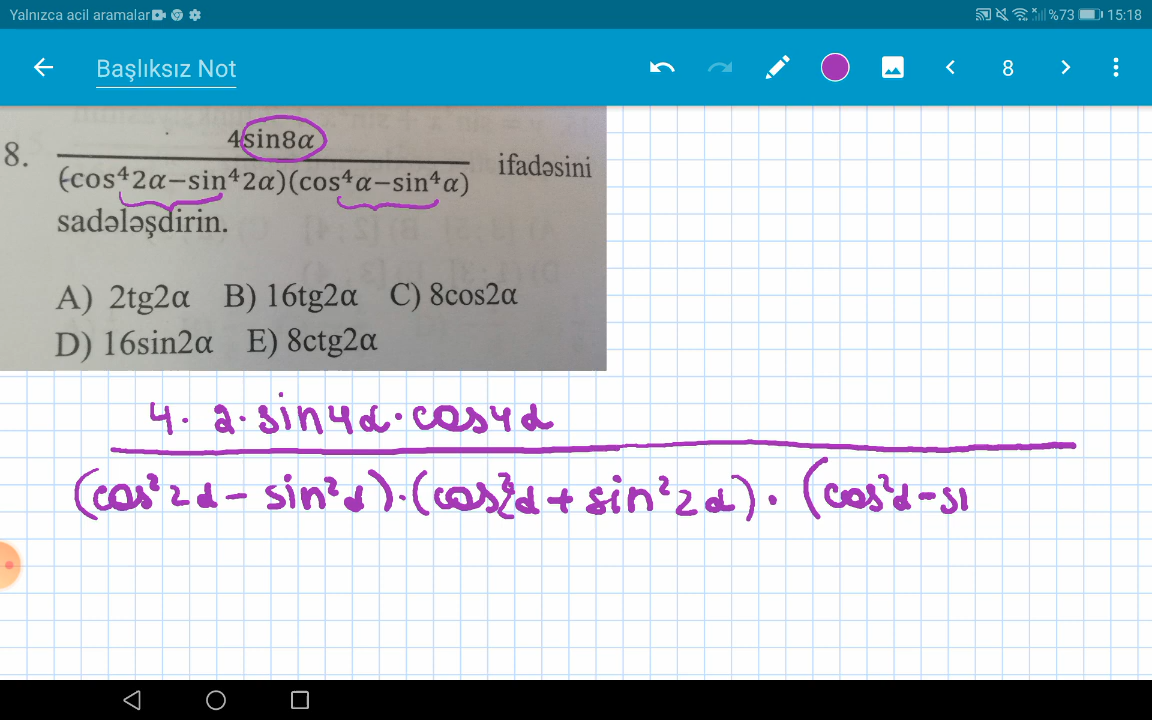 Yalnızca acil aramalar %73 15:18
Başlıksız Not 8
8. 4sin8α
(cos⁴2α−sin⁴2α)(cos⁴α−sin⁴α) ifadəsini
sadələşdirin.
A) 2tg2α B) 16tg2α C) 8cos2α
D) 16sin2α E) 8ctg2α
4·2·sin4α·cos4α
(cos²2α − sin²α)·(cos²2α + sin²2α)·(cos²α−si